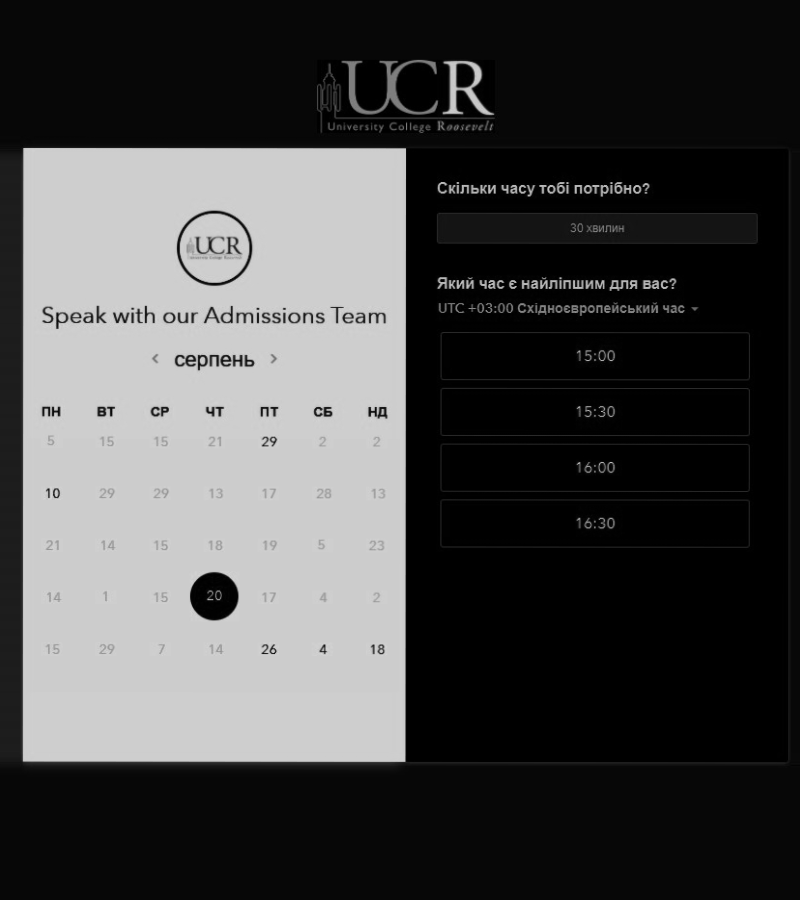 UCR
University College Roosevelt
UCR
Speak with our Admissions Team
серпень
ПН ВТ СР ЧТ ПТ СБ НД
5 15 15 21 29 2 2
10 29 29 13 17 28 13
21 14 15 18 19 5 23
14 1 15 20 17 4 2
15 29 7 14 26 4 18
Скільки часу тобі потрібно?
30 хвилин
Який час є найліпшим для вас?
UTC +03:00 Східноєвропейський час
15:00
15:30
16:00
16:30